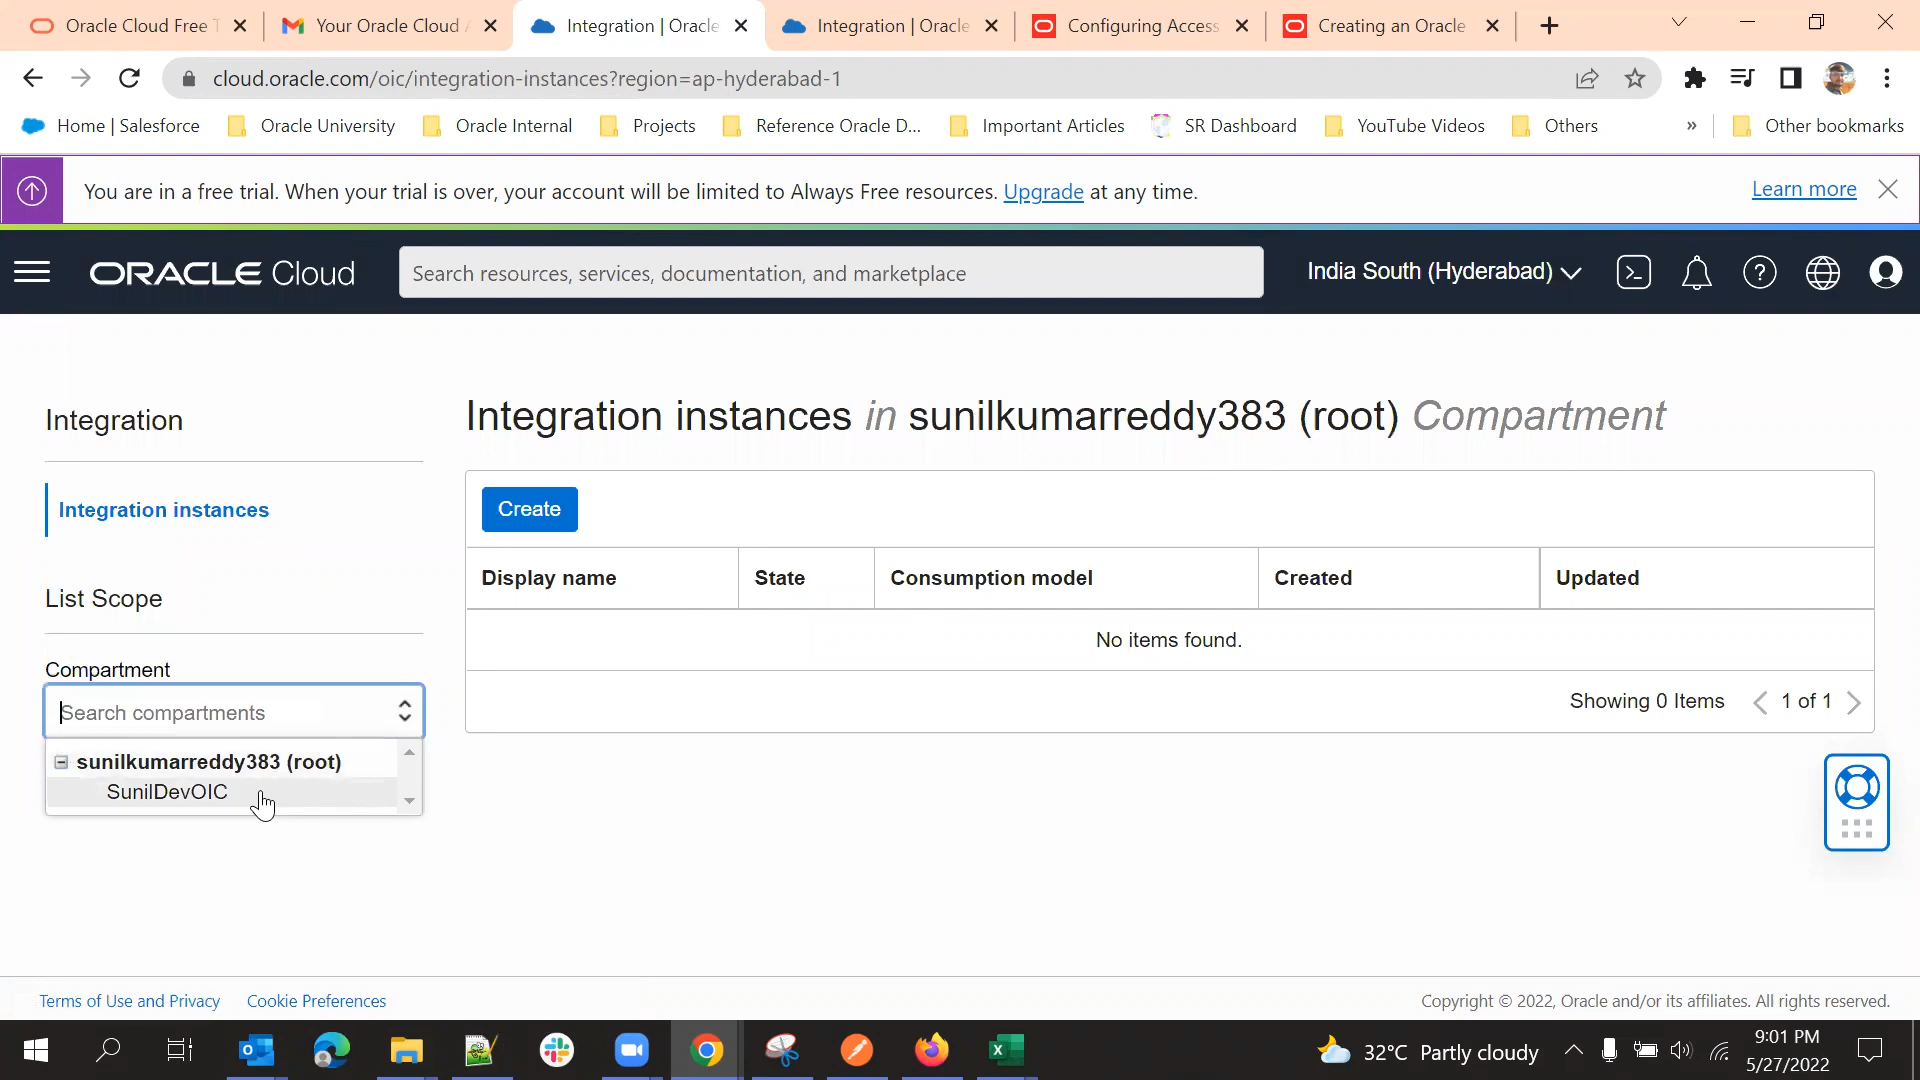 Oracle Cloud Free T
Your Oracle Cloud A
Integration | Oracle
Integration | Oracle
Configuring Access
Creating an Oracle
cloud.oracle.com/oic/integration-instances?region=ap-hyderabad-1
Home | Salesforce
Oracle University
Oracle Internal
Projects
Reference Oracle D...
Important Articles
SR Dashboard
YouTube Videos
Others
»
Other bookmarks
You are in a free trial. When your trial is over, your account will be limited to Always Free resources. Upgrade at any time.
Learn more
ORACLE Cloud
Search resources, services, documentation, and marketplace
India South (Hyderabad)
Integration
Integration instances
List Scope
Compartment
Search compartments
sunilkumarreddy383 (root)
SunilDevOIC
Integration instances in sunilkumarreddy383 (root) Compartment
Create
Display name
State
Consumption model
Created
Updated
No items found.
Showing 0 Items
1 of 1
Terms of Use and Privacy
Cookie Preferences
Copyright © 2022, Oracle and/or its affiliates. All rights reserved.
32°C Partly cloudy
9:01 PM
5/27/2022